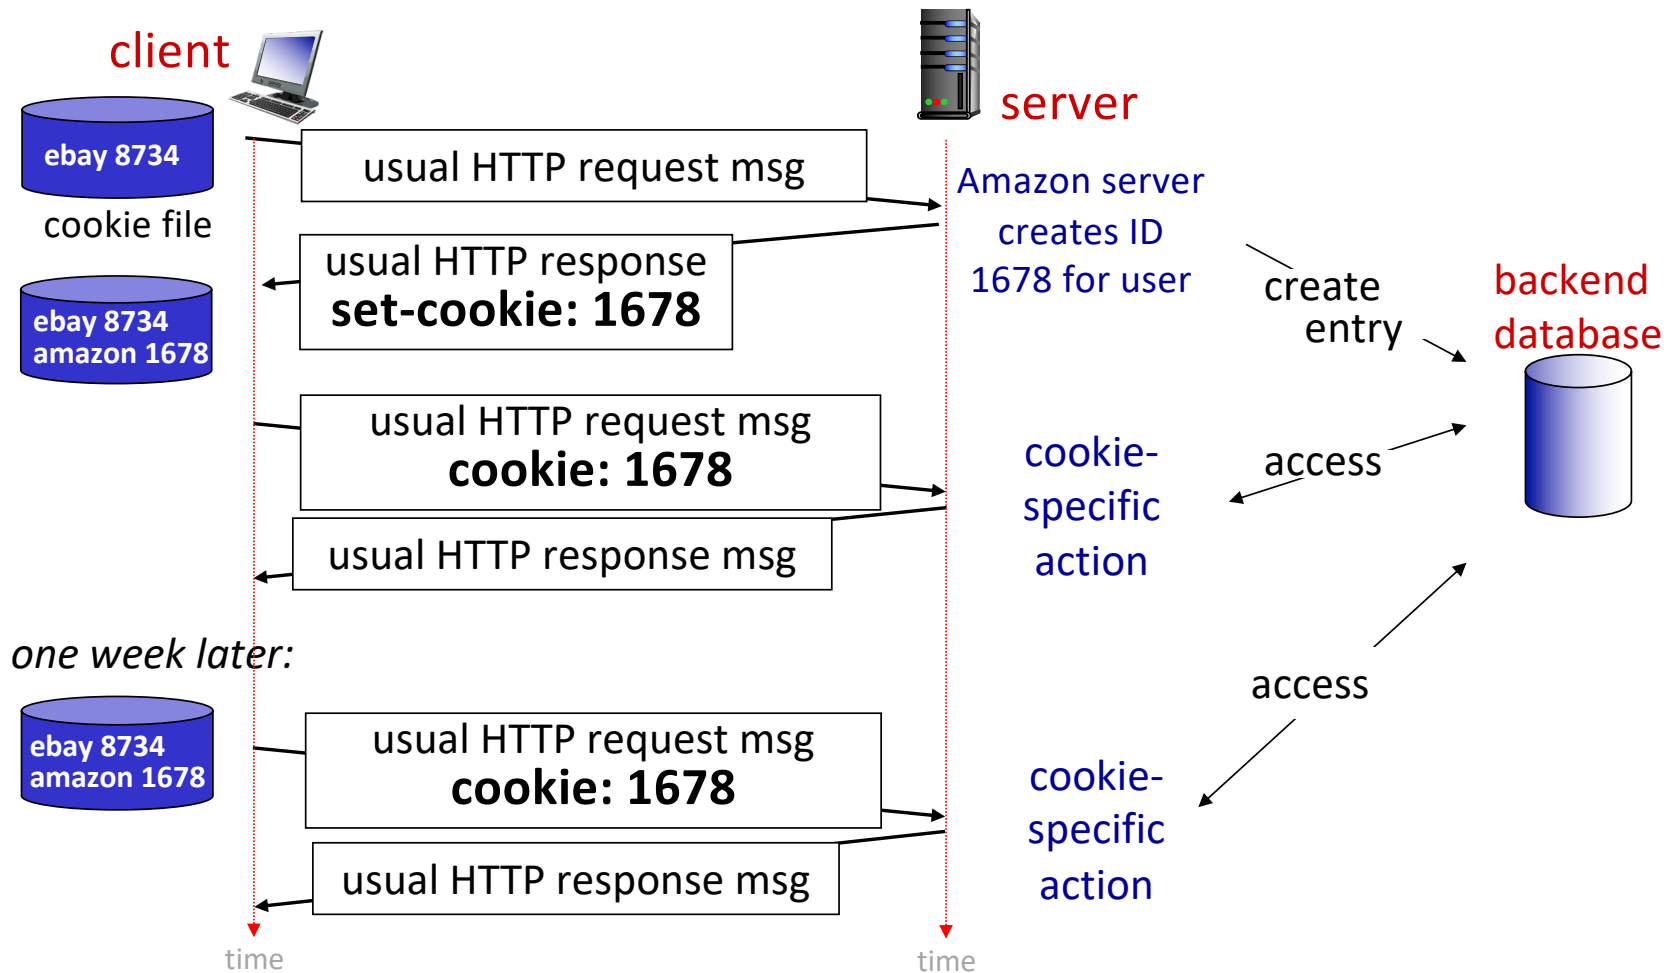 client
server
ebay 8734
cookie file
usual HTTP request msg
Amazon server
creates ID
1678 for user
usual HTTP response
set-cookie: 1678
create
entry
backend
database
ebay 8734
amazon 1678
usual HTTP request msg
cookie: 1678
cookie-
specific
action
access
usual HTTP response msg
one week later:
access
ebay 8734
amazon 1678
usual HTTP request msg
cookie: 1678
cookie-
specific
action
usual HTTP response msg
time
time